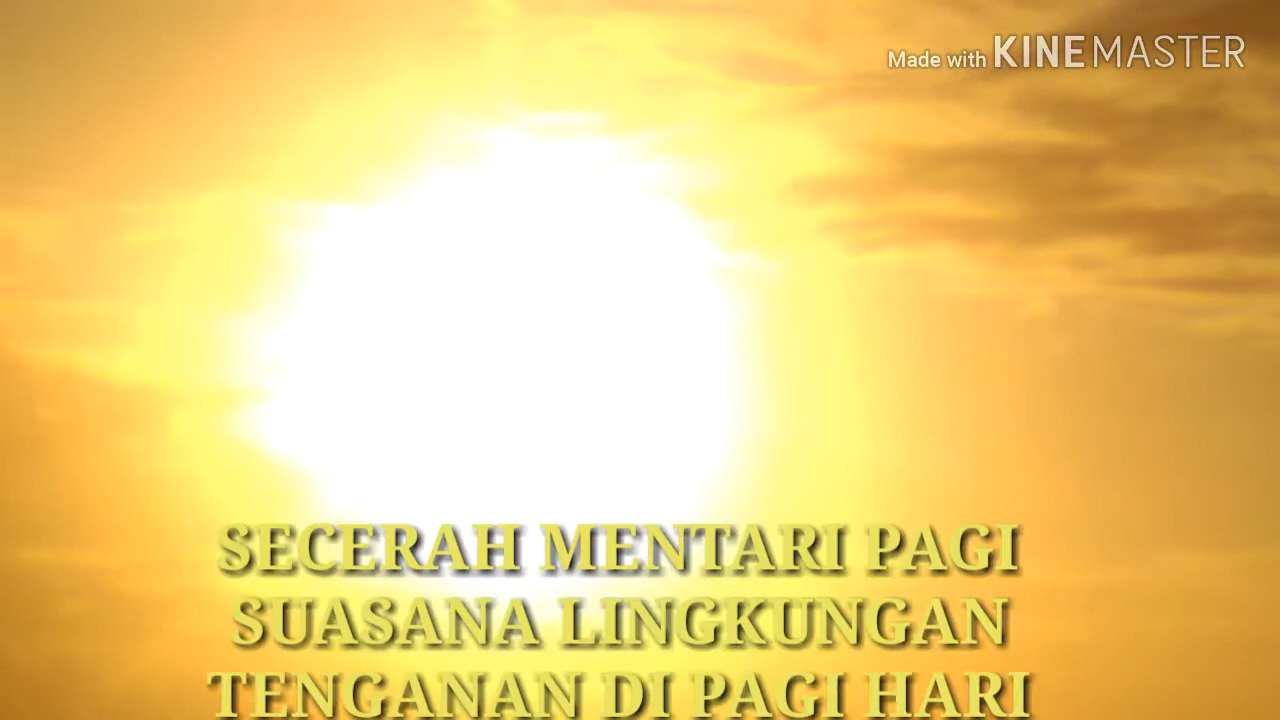 Made with KINEMASTER
SECERAH MENTARI PAGI
SUASANA LINGKUNGAN
TENGANAN DI PAGI HARI